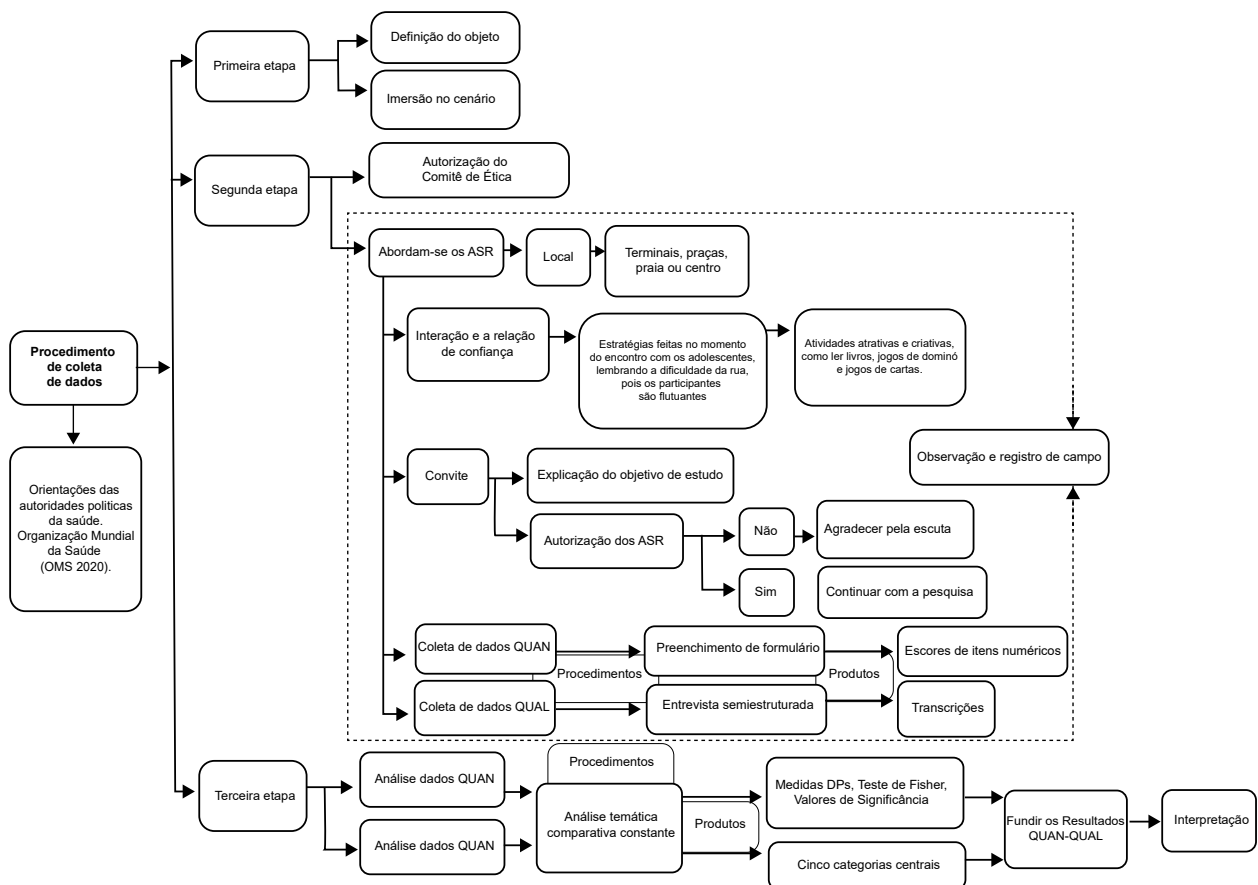 Definição do objeto
Primeira etapa
Imersão no cenário
Segunda etapa
Autorização do
Comitê de Ética
Abordam-se os ASR
Local
Terminais, praças,
praia ou centro
Interação e a relação
de confiança
Estratégias feitas no momento
do encontro com os adolescentes,
lembrando a dificuldade da rua,
pois os participantes
são flutuantes
Atividades atrativas e criativas,
como ler livros, jogos de dominó
e jogos de cartas.
Procedimento
de coleta
de dados
Orientações das
autoridades politicas
da saúde.
Organização Mundial
da Saúde
(OMS 2020).
Observação e registro de campo
Convite
Explicação do objetivo de estudo
Autorização dos ASR
Não
Agradecer pela escuta
Sim
Continuar com a pesquisa
Coleta de dados QUAN
Procedimentos
Preenchimento de formulário
Produtos
Escores de itens numéricos
Coleta de dados QUAL
Entrevista semiestruturada
Transcrições
Terceira etapa
Análise dados QUAN
Análise dados QUAN
Procedimentos
Análise temática
comparativa constante
Produtos
Medidas DPs, Teste de Fisher,
Valores de Significância
Cinco categorias centrais
Fundir os Resultados
QUAN-QUAL
Interpretação